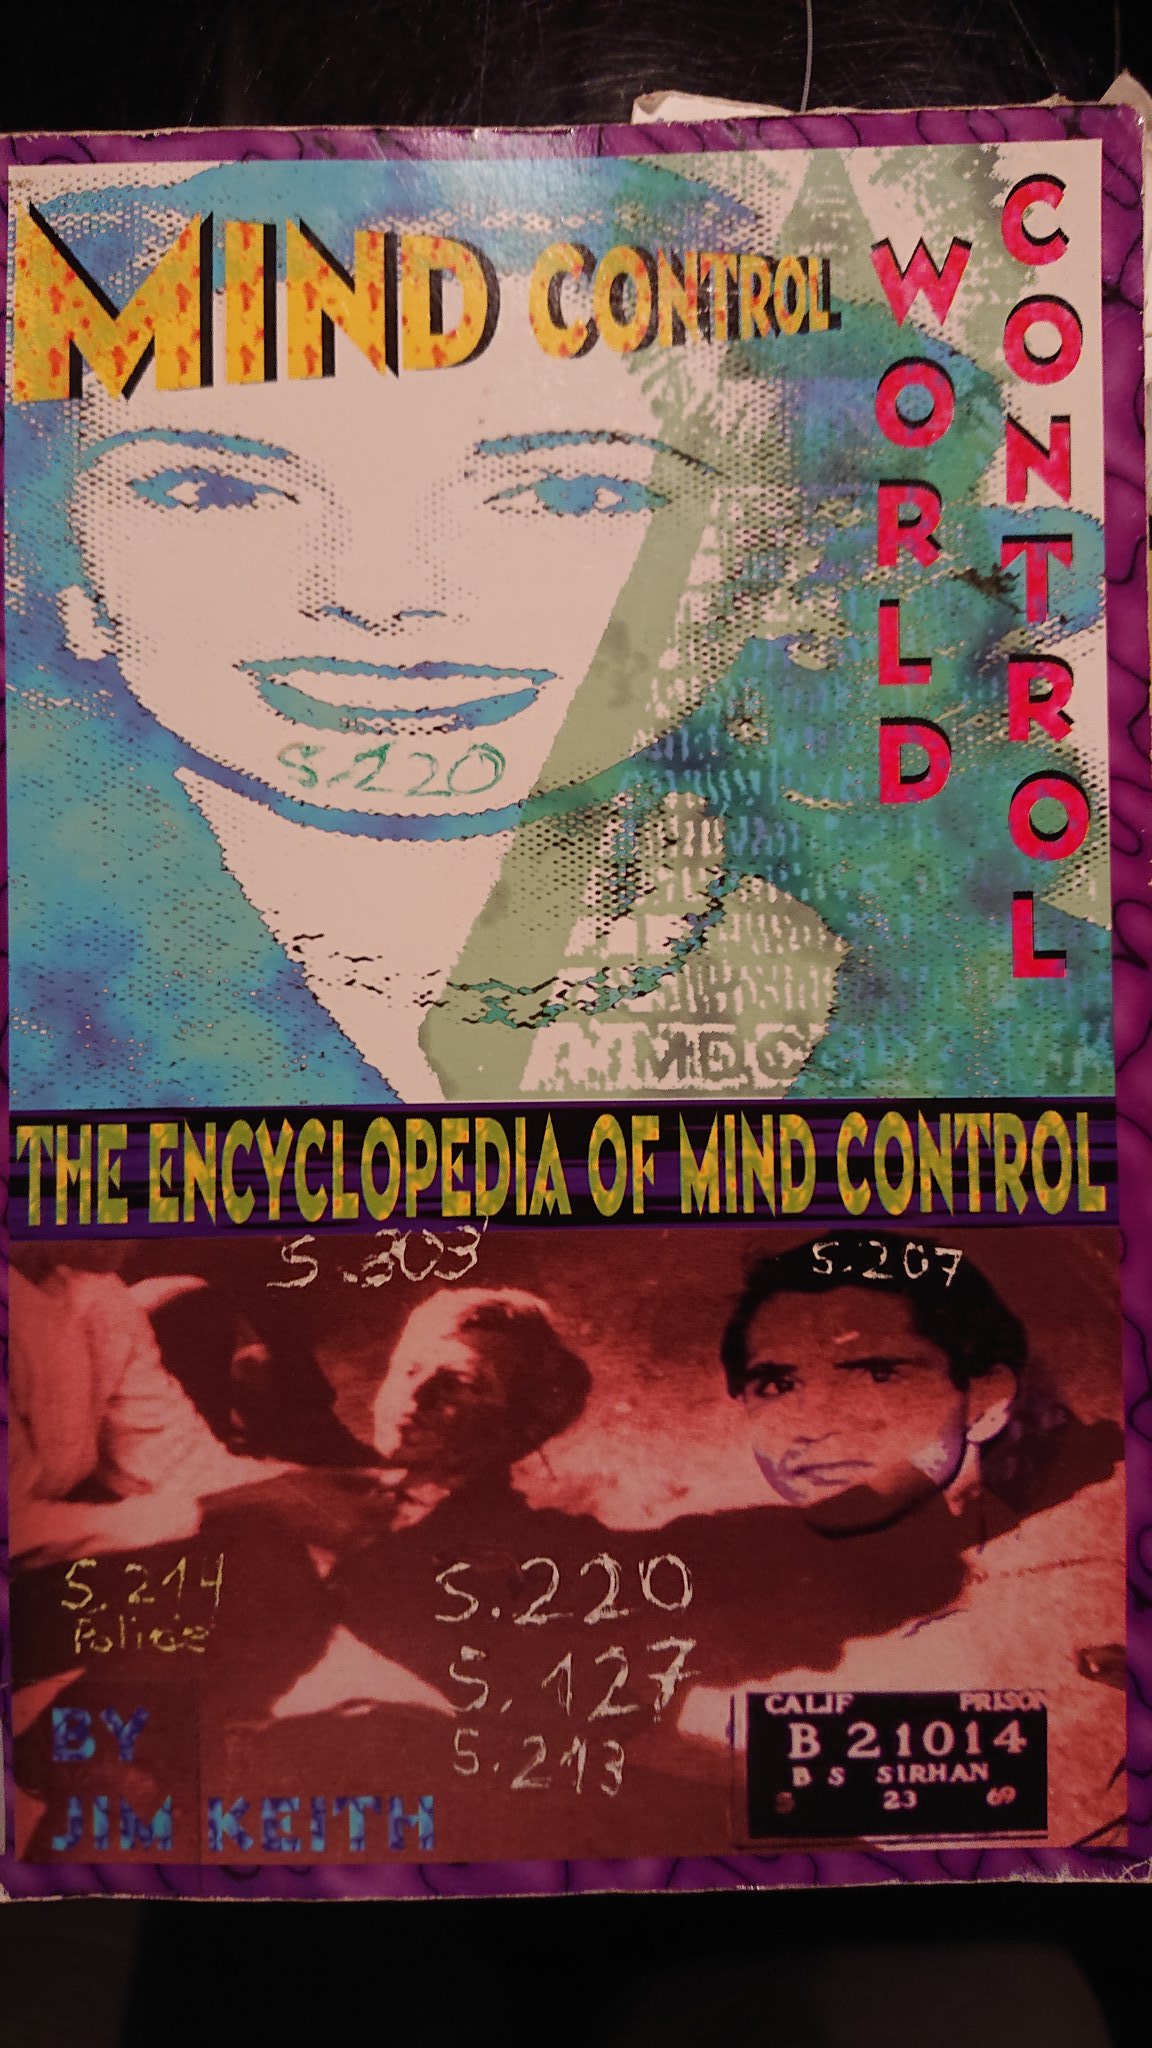 MIND CONTROL
WORLD
CONTROL
S.220
THE ENCYCLOPEDIA OF MIND CONTROL
S.303
S.207
S.214
Police
S.220
S.127
S.213
BY
JIM KEITH
CALIF PRISON
B 21014
B S SIRHAN
23 69